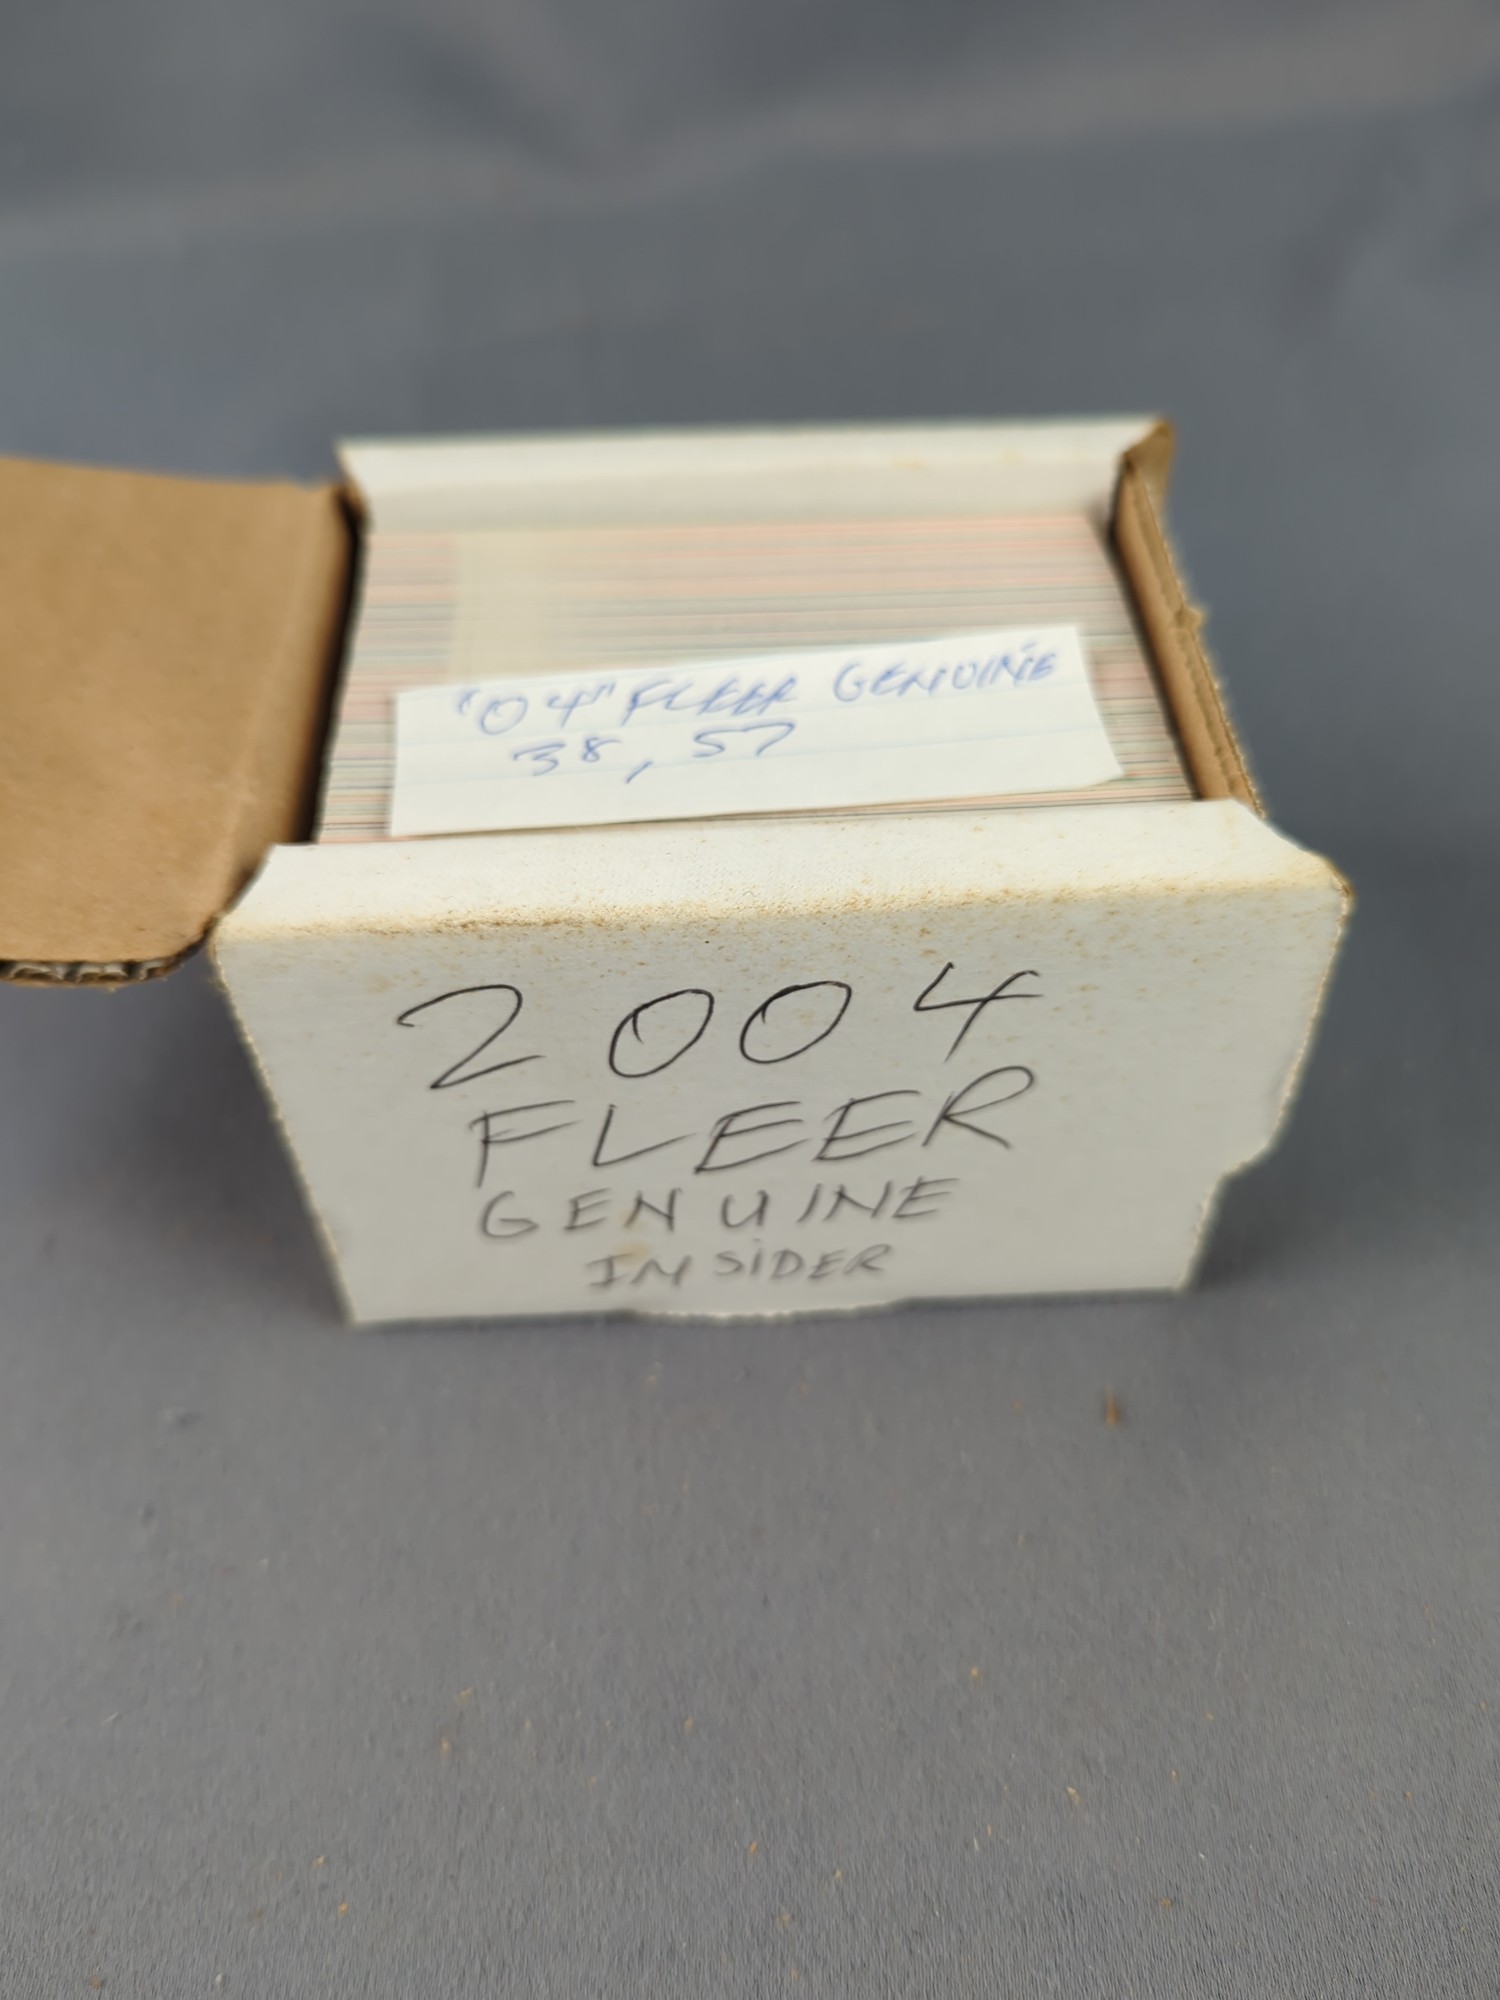 "04" FLEER GENUINE
38, 57
2004
FLEER
GENUINE
INSiDER